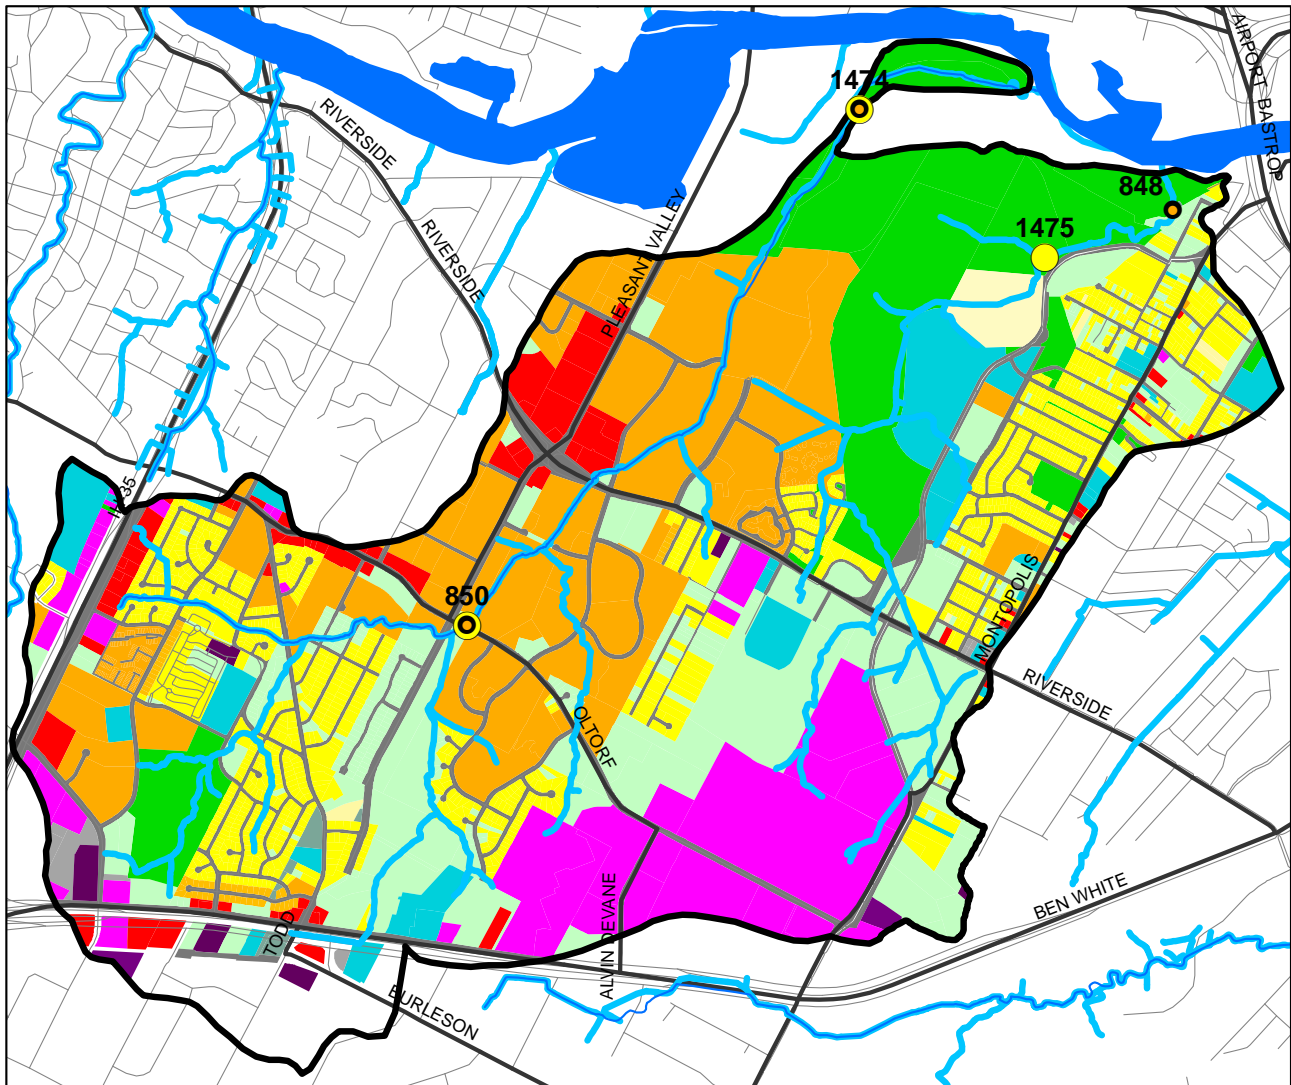 AIRPORT
BASTROP
1474
RIVERSIDE
848
PLEASANT VALLEY
RIVERSIDE
1475
IH 35
850
MONTOPOLIS
RIVERSIDE
OLTORF
ALVIN DEVANE
BEN WHITE
TODD
BURLESON